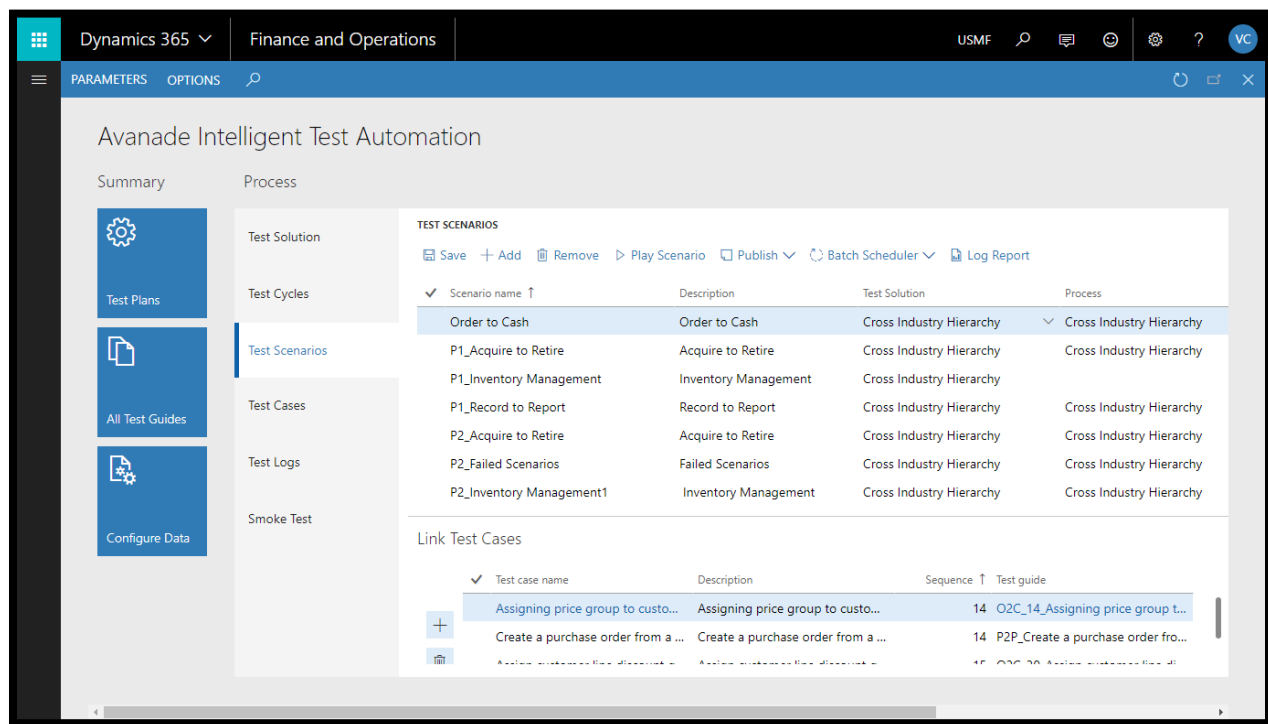 Dynamics 365 Finance and Operations USMF ? VC
PARAMETERS OPTIONS
Avanade Intelligent Test Automation
Summary Process
Test Plans
All Test Guides
Configure Data
Test Solution
Test Cycles
Test Scenarios
Test Cases
Test Logs
Smoke Test
TEST SCENARIOS
Save Add Remove Play Scenario Publish Batch Scheduler Log Report
Scenario name ↑ Description Test Solution Process
Order to Cash Order to Cash Cross Industry Hierarchy Cross Industry Hierarchy
P1_Acquire to Retire Acquire to Retire Cross Industry Hierarchy Cross Industry Hierarchy
P1_Inventory Management Inventory Management Cross Industry Hierarchy
P1_Record to Report Record to Report Cross Industry Hierarchy Cross Industry Hierarchy
P2_Acquire to Retire Acquire to Retire Cross Industry Hierarchy Cross Industry Hierarchy
P2_Failed Scenarios Failed Scenarios Cross Industry Hierarchy Cross Industry Hierarchy
P2_Inventory Management1 Inventory Management Cross Industry Hierarchy Cross Industry Hierarchy
Link Test Cases
Test case name Description Sequence ↑ Test guide
Assigning price group to custo... Assigning price group to custo... 14 O2C_14_Assigning price group t...
Create a purchase order from a ... Create a purchase order from a ... 14 P2P_Create a purchase order fro...